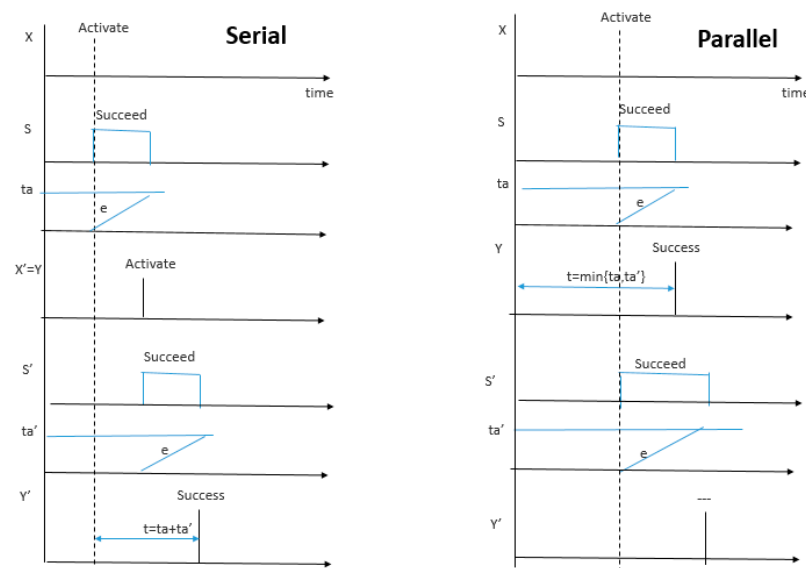 Serial
Activate
X
time
Succeed
S
ta
e
X'=Y
Activate
Succeed
S'
ta'
e
Y'
Success
t=ta+ta'
Parallel
Activate
X
time
Succeed
S
ta
e
Y
Success
t=min{ta,ta'}
Succeed
S'
ta'
e
---
Y'